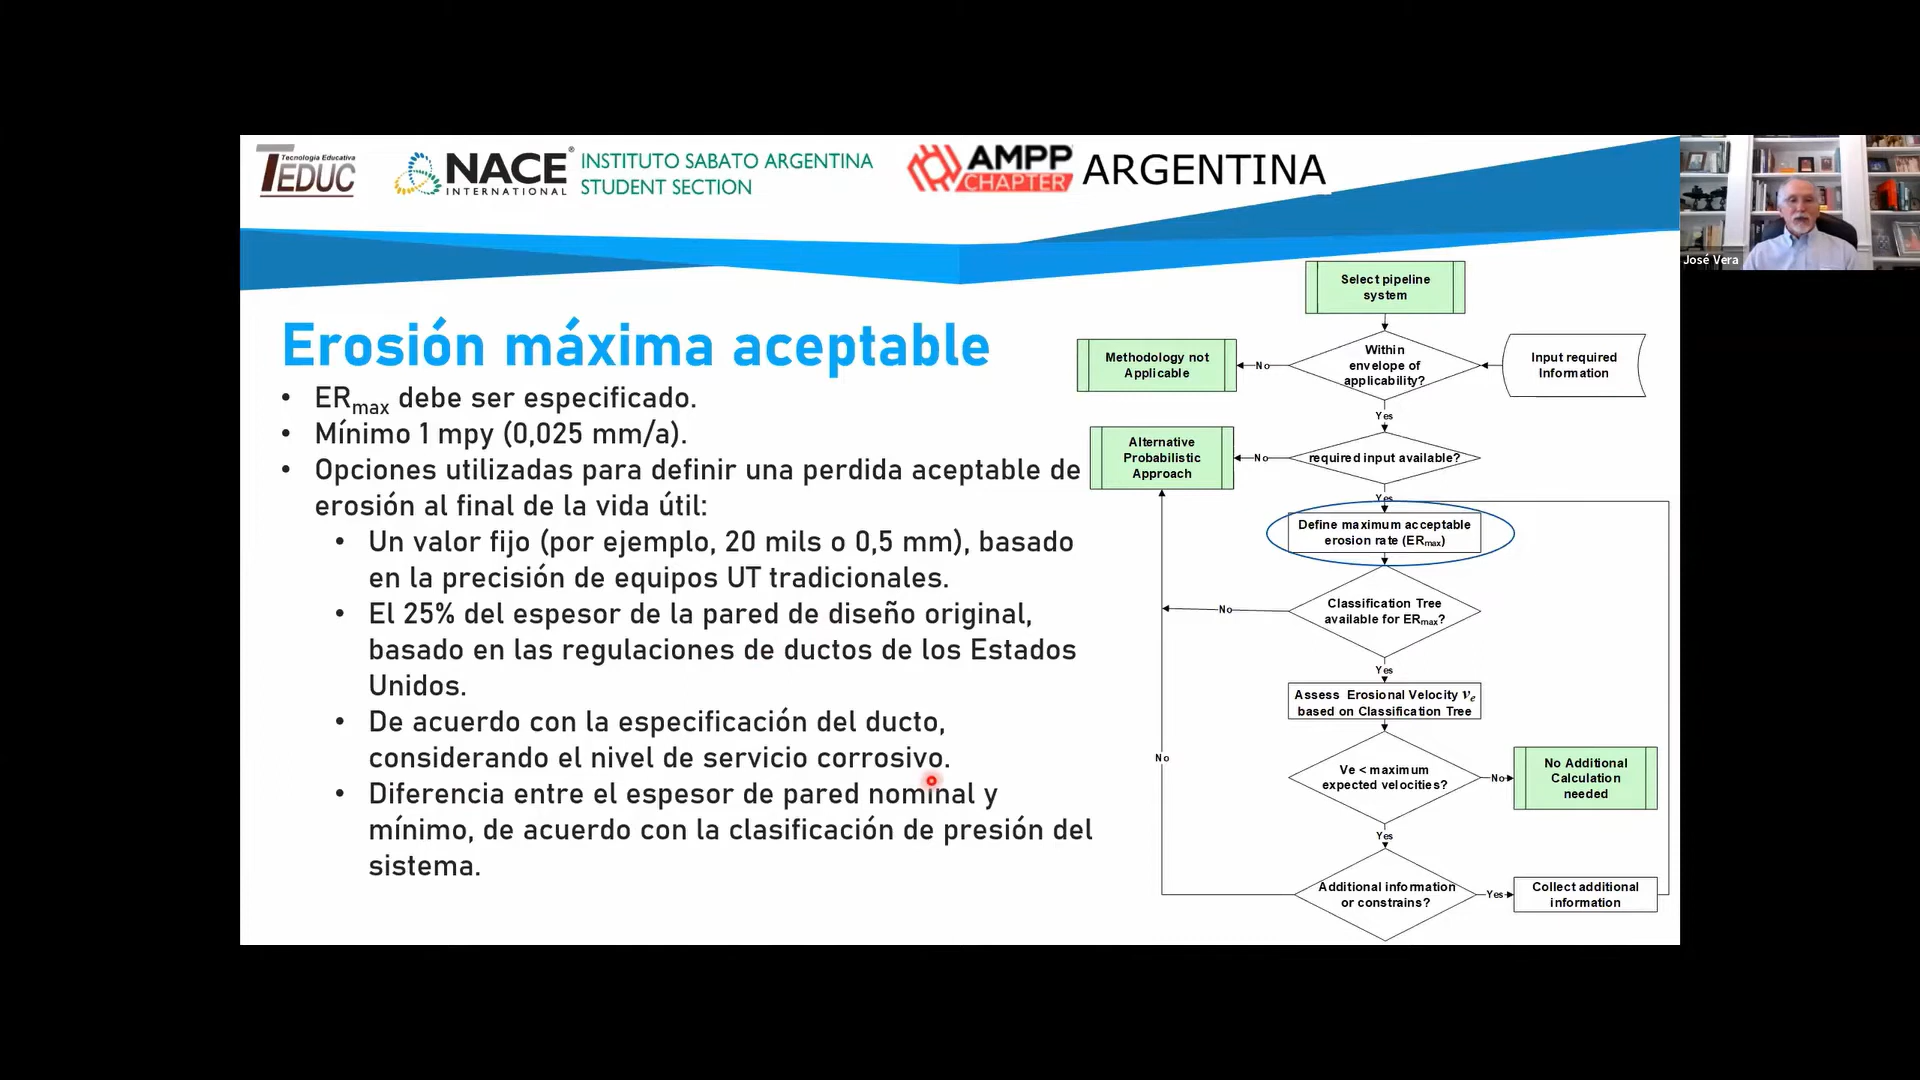 Tecnología Educativa
TEDUC
NACE®
INTERNATIONAL
INSTITUTO SABATO ARGENTINA
STUDENT SECTION
AMPP
CHAPTER
ARGENTINA
José Vera
Erosión máxima aceptable
• ERmax debe ser especificado.
• Mínimo 1 mpy (0,025 mm/a).
• Opciones utilizadas para definir una perdida aceptable de
erosión al final de la vida útil:
• Un valor fijo (por ejemplo, 20 mils o 0,5 mm), basado
en la precisión de equipos UT tradicionales.
• El 25% del espesor de la pared de diseño original,
basado en las regulaciones de ductos de los Estados
Unidos.
• De acuerdo con la especificación del ducto,
considerando el nivel de servicio corrosivo.
• Diferencia entre el espesor de pared nominal y
mínimo, de acuerdo con la clasificación de presión del
sistema.
Select pipeline
system
Methodology not
Applicable
No
Within
envelope of
applicability?
Input required
Information
Yes
Alternative
Probabilistic
Approach
No
required input available?
Yes
Define maximum acceptable
erosion rate (ERmax)
Classification Tree
available for ERmax?
No
Yes
Assess Erosional Velocity ve
based on Classification Tree
No
Ve < maximum
expected velocities?
No
No Additional
Calculation
needed
Yes
Additional information
or constrains?
Yes
Collect additional
information